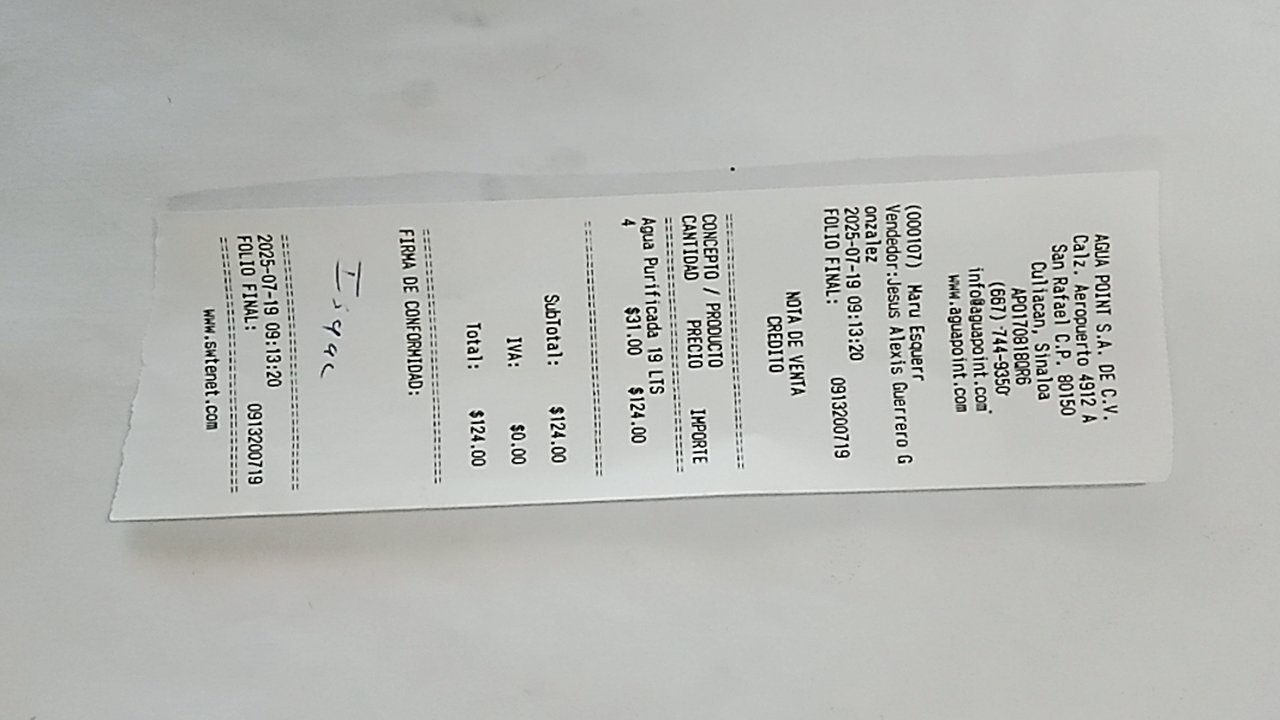 AGUA POINT S.A. DE C.V.
Calz. Aeropuerto 4912 A
San Rafael C.P. 80150
Culiacan, Sinaloa
APO170818QR6
(667) 744-9350
info@aguapoint.com
www.aguapoint.com
(000107) Maru Esquerr
Vendedor:Jesus Alexis Guerrero G
onzalez
2025-07-19 09:13:20
FOLIO FINAL: 0913200719
NOTA DE VENTA
CREDITO
CONCEPTO / PRODUCTO
CANTIDAD PRECIO IMPORTE
Agua Purificada 19 LTS
4 $31.00 $124.00
SubTotal: $124.00
IVA: $0.00
Total: $124.00
FIRMA DE CONFORMIDAD:
2025-07-19 09:13:20
FOLIO FINAL: 0913200719
www.swtenet.com